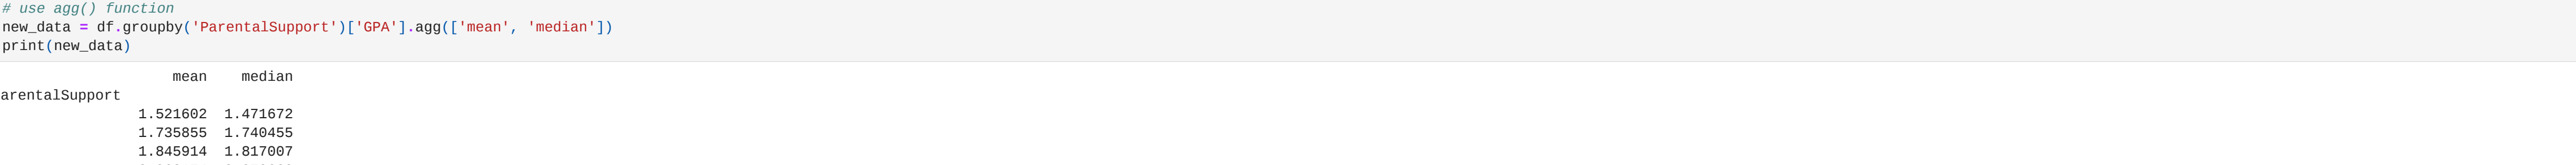 # use agg() function
new_data = df.groupby('ParentalSupport')['GPA'].agg(['mean', 'median'])
print(new_data)
mean median
arentalSupport
1.521602 1.471672
1.735855 1.740455
1.845914 1.817007